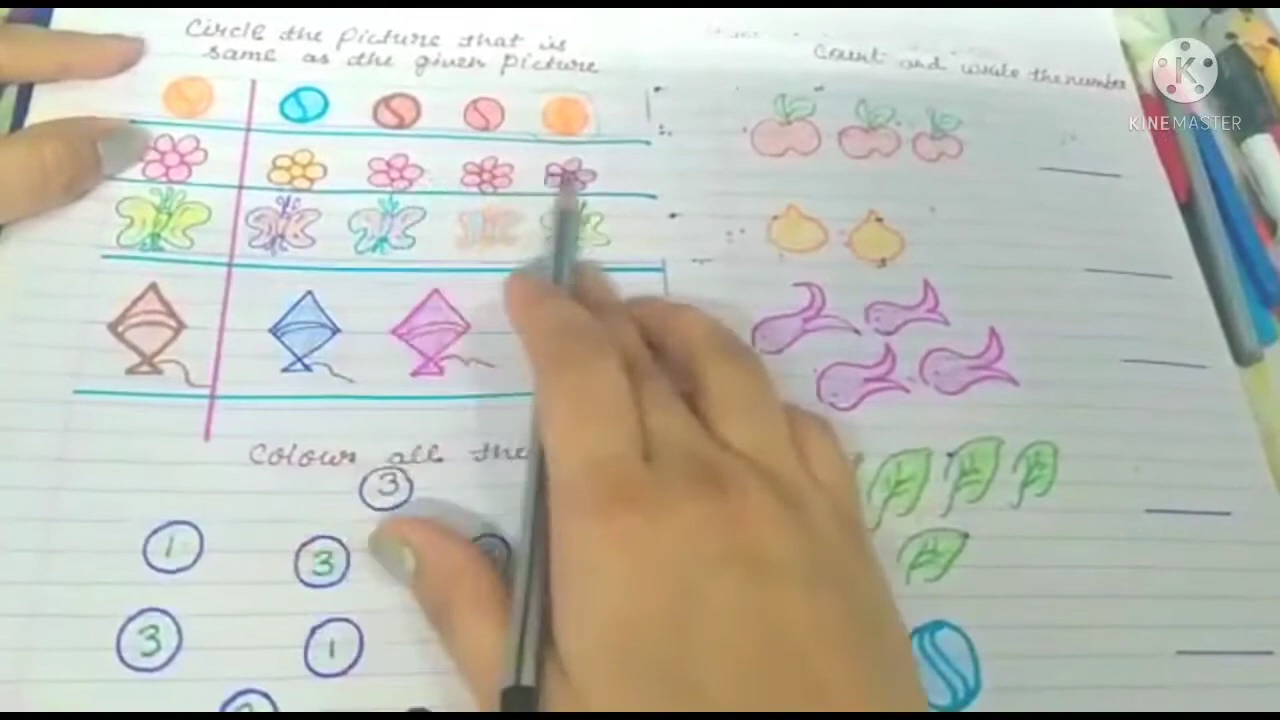 Circle the picture that is
same as the given picture
Count and write the number
Colour all the
3
1
3
3
1
KINEMASTER